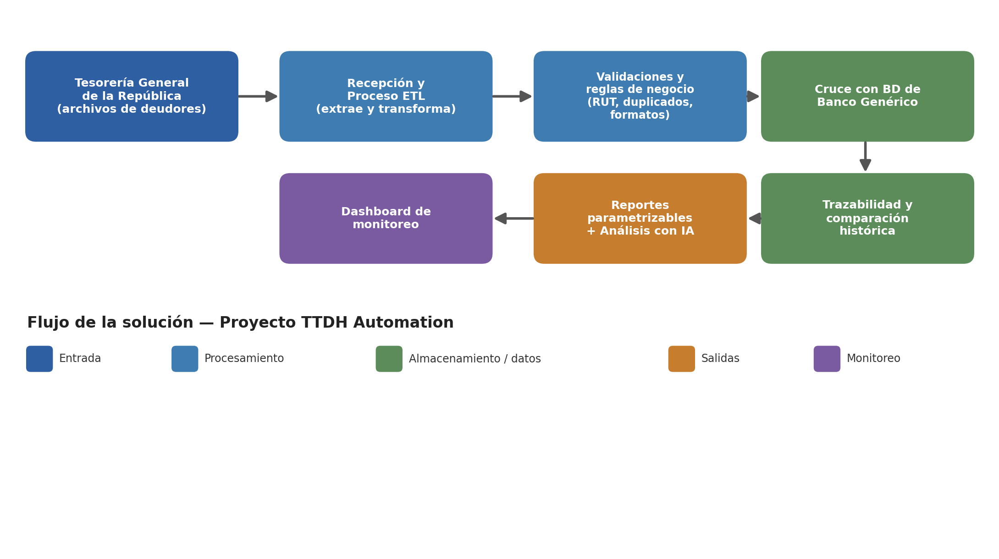 Tesorería General
de la República
(archivos de deudores)
Recepción y
Proceso ETL
(extrae y transforma)
Validaciones y
reglas de negocio
(RUT, duplicados,
formatos)
Cruce con BD de
Banco Genérico
Dashboard de
monitoreo
Reportes
parametrizables
+ Análisis con IA
Trazabilidad y
comparación
histórica
Flujo de la solución — Proyecto TTDH Automation
Entrada
Procesamiento
Almacenamiento / datos
Salidas
Monitoreo